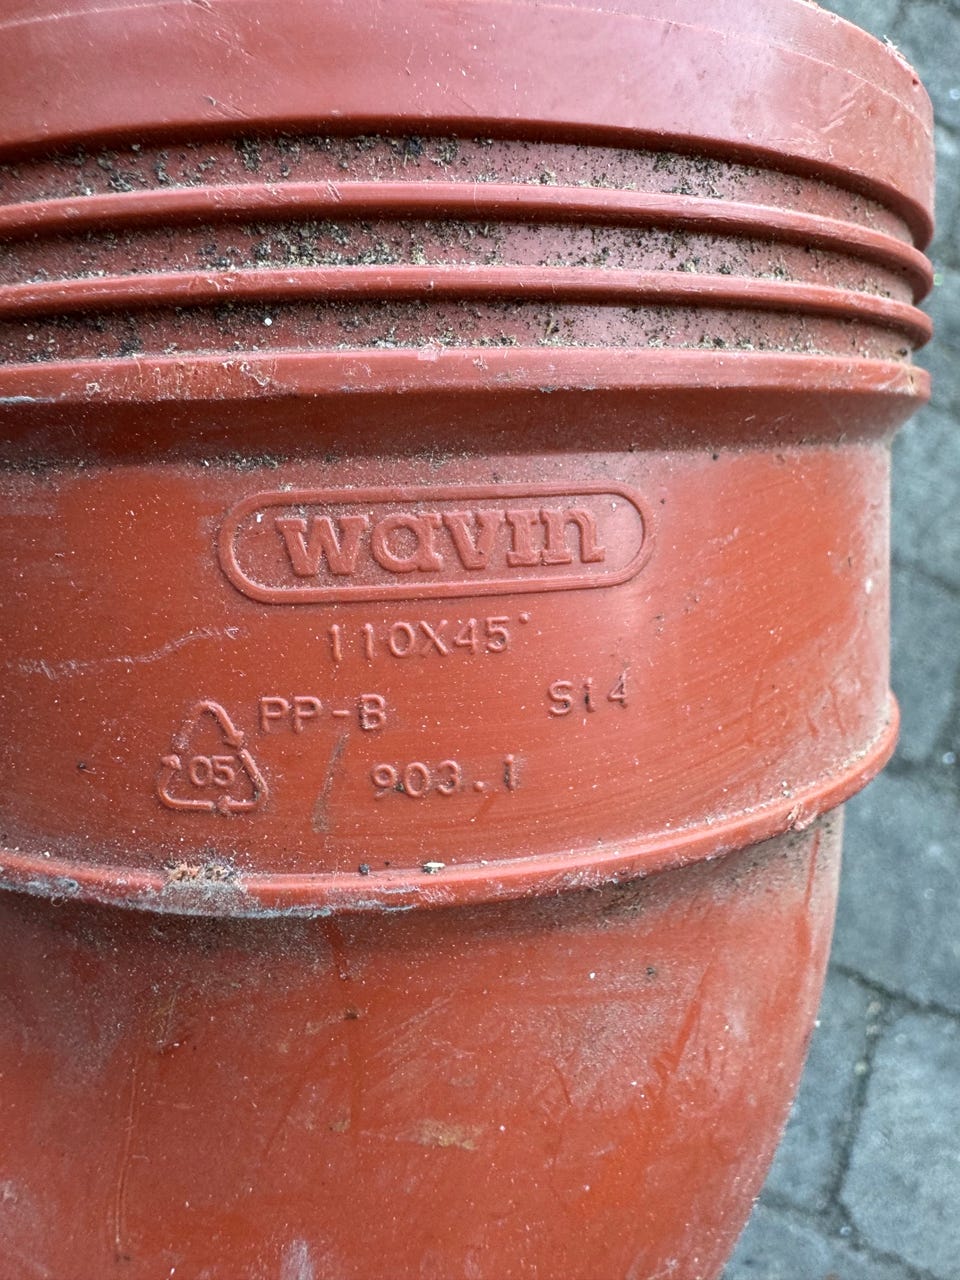 wavin
110X45°
PP-B S14
05 903.1